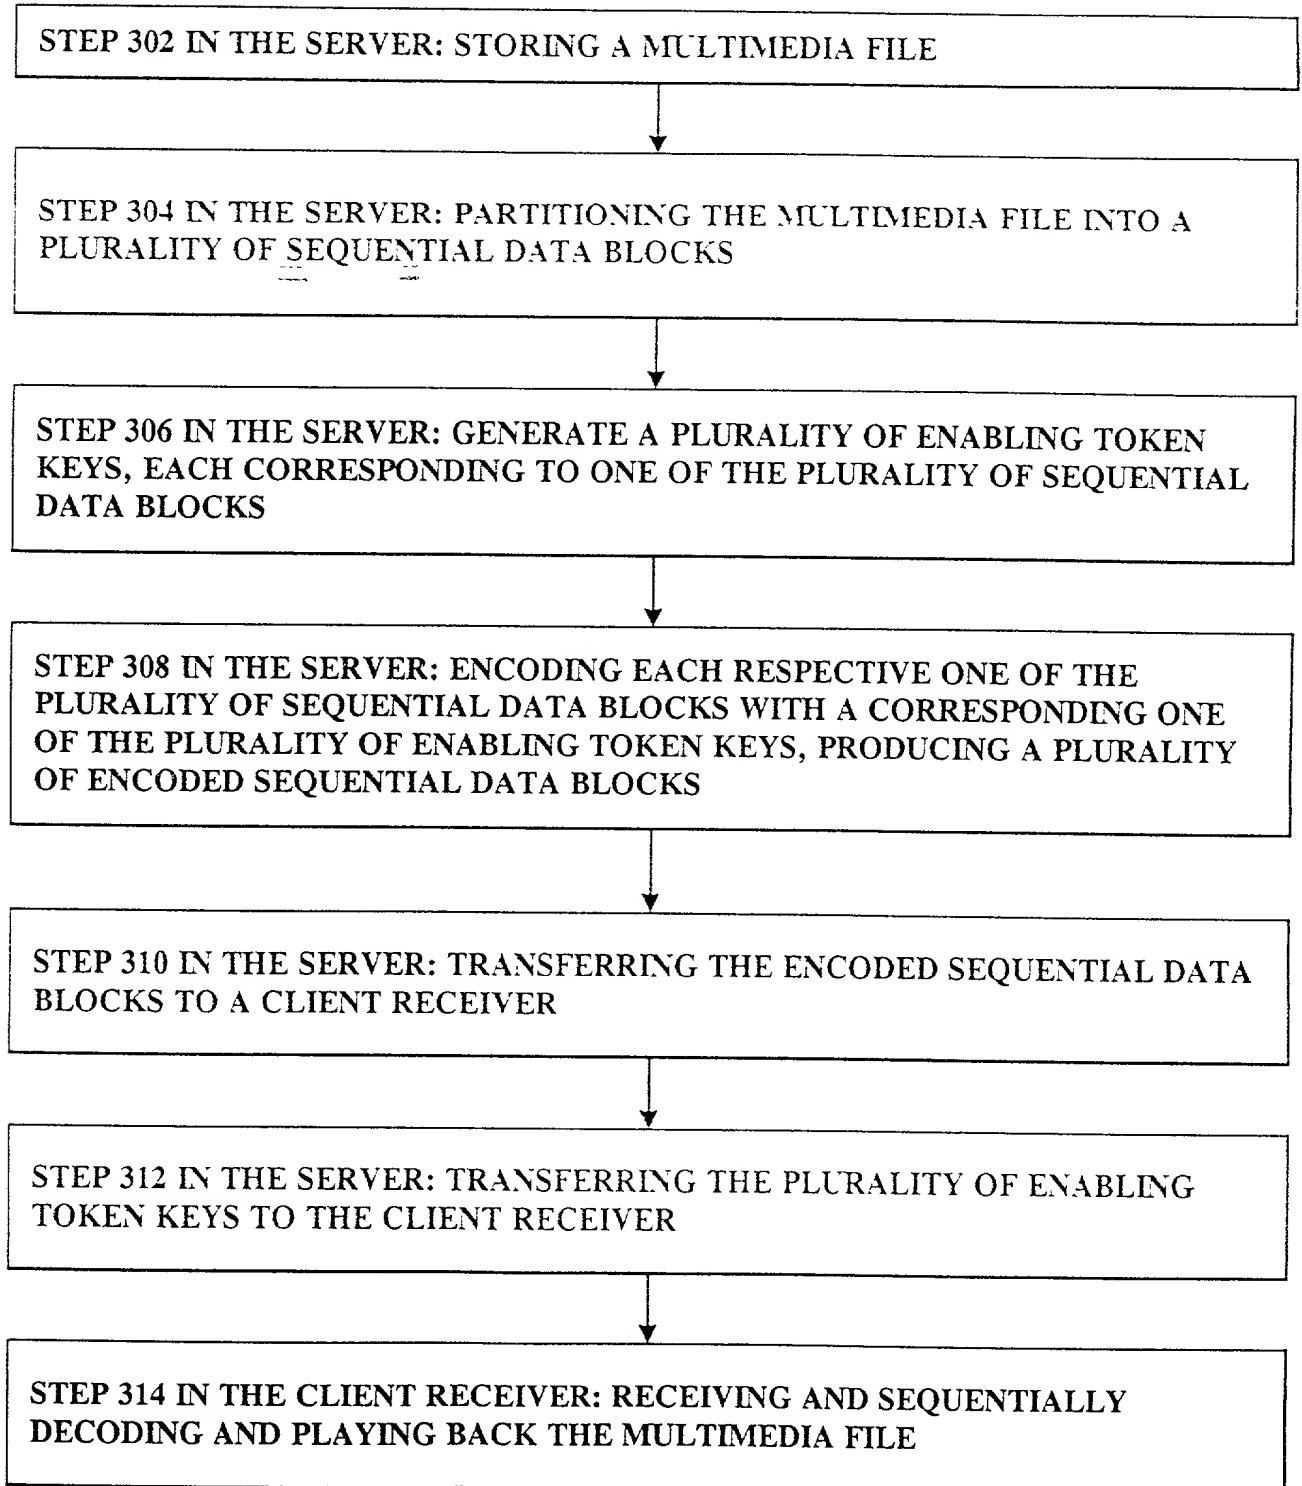 STEP 302 IN THE SERVER: STORING A MULTIMEDIA FILE
STEP 304 IN THE SERVER: PARTITIONING THE MULTIMEDIA FILE INTO A
PLURALITY OF SEQUENTIAL DATA BLOCKS
STEP 306 IN THE SERVER: GENERATE A PLURALITY OF ENABLING TOKEN
KEYS, EACH CORRESPONDING TO ONE OF THE PLURALITY OF SEQUENTIAL
DATA BLOCKS
STEP 308 IN THE SERVER: ENCODING EACH RESPECTIVE ONE OF THE
PLURALITY OF SEQUENTIAL DATA BLOCKS WITH A CORRESPONDING ONE
OF THE PLURALITY OF ENABLING TOKEN KEYS, PRODUCING A PLURALITY
OF ENCODED SEQUENTIAL DATA BLOCKS
STEP 310 IN THE SERVER: TRANSFERRING THE ENCODED SEQUENTIAL DATA
BLOCKS TO A CLIENT RECEIVER
STEP 312 IN THE SERVER: TRANSFERRING THE PLURALITY OF ENABLING
TOKEN KEYS TO THE CLIENT RECEIVER
STEP 314 IN THE CLIENT RECEIVER: RECEIVING AND SEQUENTIALLY
DECODING AND PLAYING BACK THE MULTIMEDIA FILE